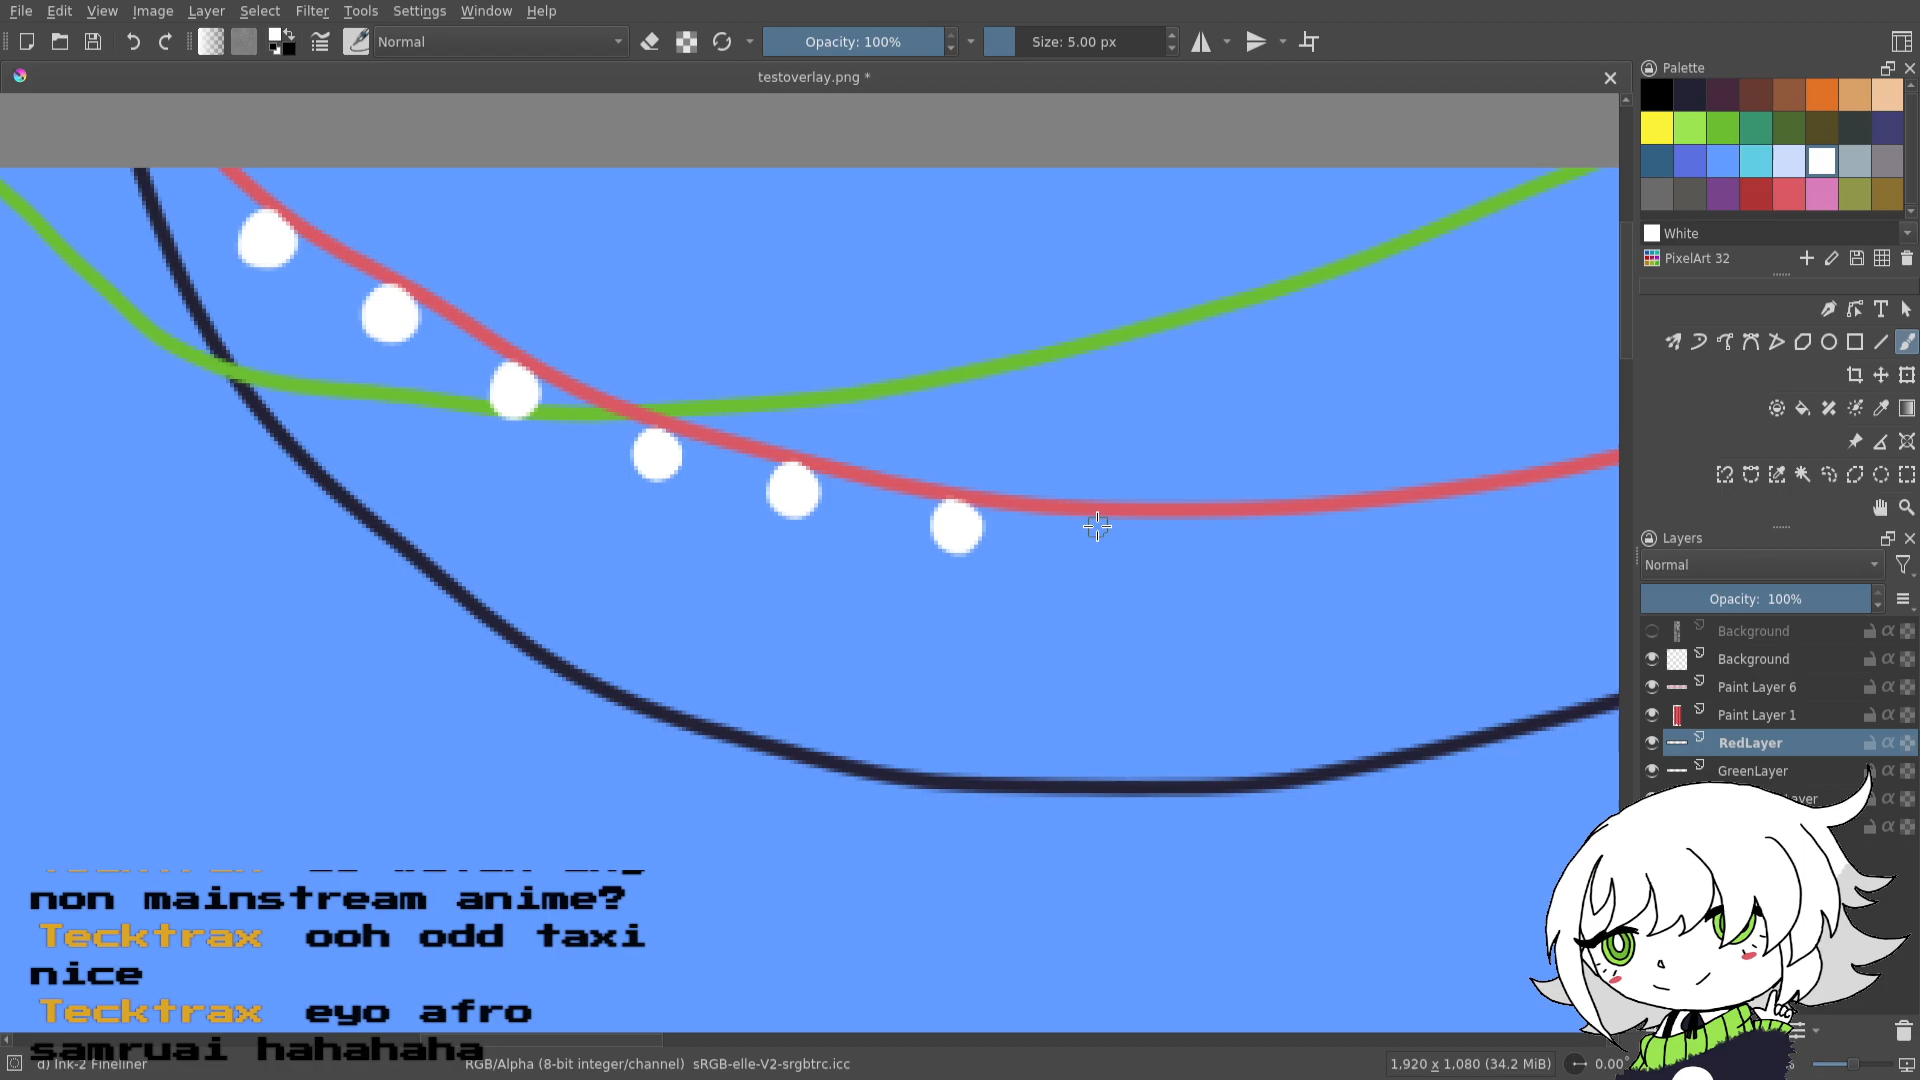 File Edit View Image Layer Select Filter Tools Settings Window Help
Normal
Opacity: 100%
Size: 5.00 px
testoverlay.png *
Palette
White
PixelArt 32
Layers
Normal
Opacity: 100%
Background
Background
Paint Layer 6
Paint Layer 1
RedLayer
GreenLayer
non mainstream anime?
Tecktrax ooh odd taxi
nice
Tecktrax eyo afro
samruai hahahaha
d) Ink-2 Fineliner
RGB/Alpha (8-bit integer/channel) sRGB-elle-V2-srgbtrc.icc
1,920 x 1,080 (34.2 MiB)
0.00°